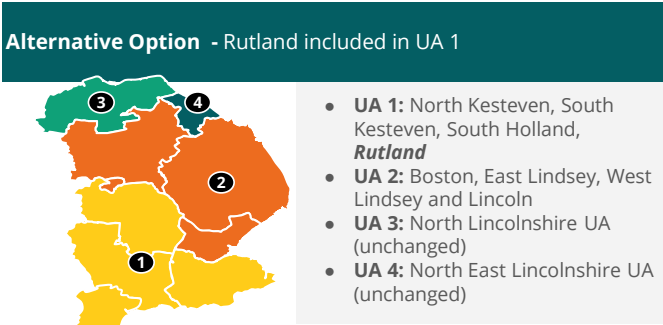 Alternative Option - Rutland included in UA 1
3
4
2
1
● UA 1: North Kesteven, South
Kesteven, South Holland,
Rutland
● UA 2: Boston, East Lindsey, West
Lindsey and Lincoln
● UA 3: North Lincolnshire UA
(unchanged)
● UA 4: North East Lincolnshire UA
(unchanged)